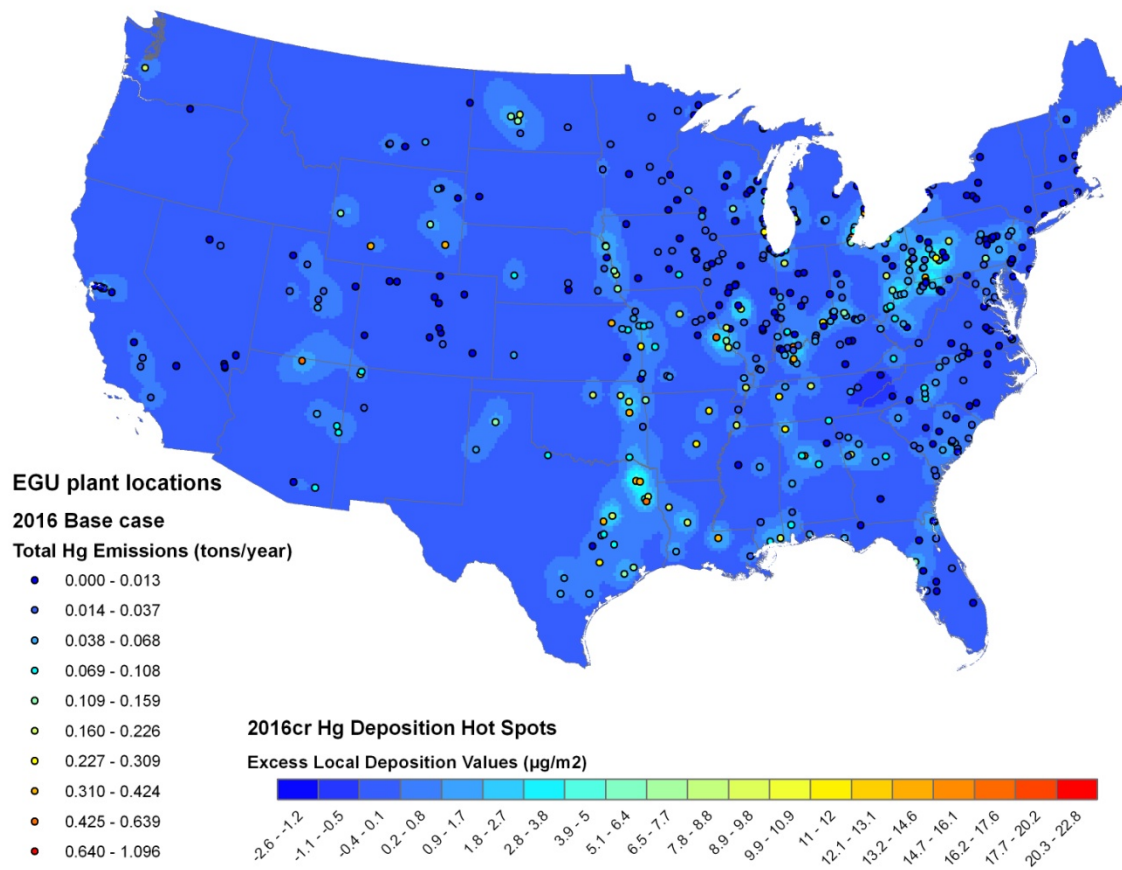 EGU plant locations
2016 Base case
Total Hg Emissions (tons/year)
0.000 - 0.013
0.014 - 0.037
0.038 - 0.068
0.069 - 0.108
0.109 - 0.159
0.160 - 0.226
0.227 - 0.309
0.310 - 0.424
0.425 - 0.639
0.640 - 1.096
2016cr Hg Deposition Hot Spots
Excess Local Deposition Values (µg/m2)
-2.6 - -1.2
-1.1 - -0.5
-0.4 - 0.1
0.2 - 0.8
0.9 - 1.7
1.8 - 2.7
2.8 - 3.8
3.9 - 5
5.1 - 6.4
6.5 - 7.7
7.8 - 8.8
8.9 - 9.8
9.9 - 10.9
11 - 12
12.1 - 13.1
13.2 - 14.6
14.7 - 16.1
16.2 - 17.6
17.7 - 20.2
20.3 - 22.8